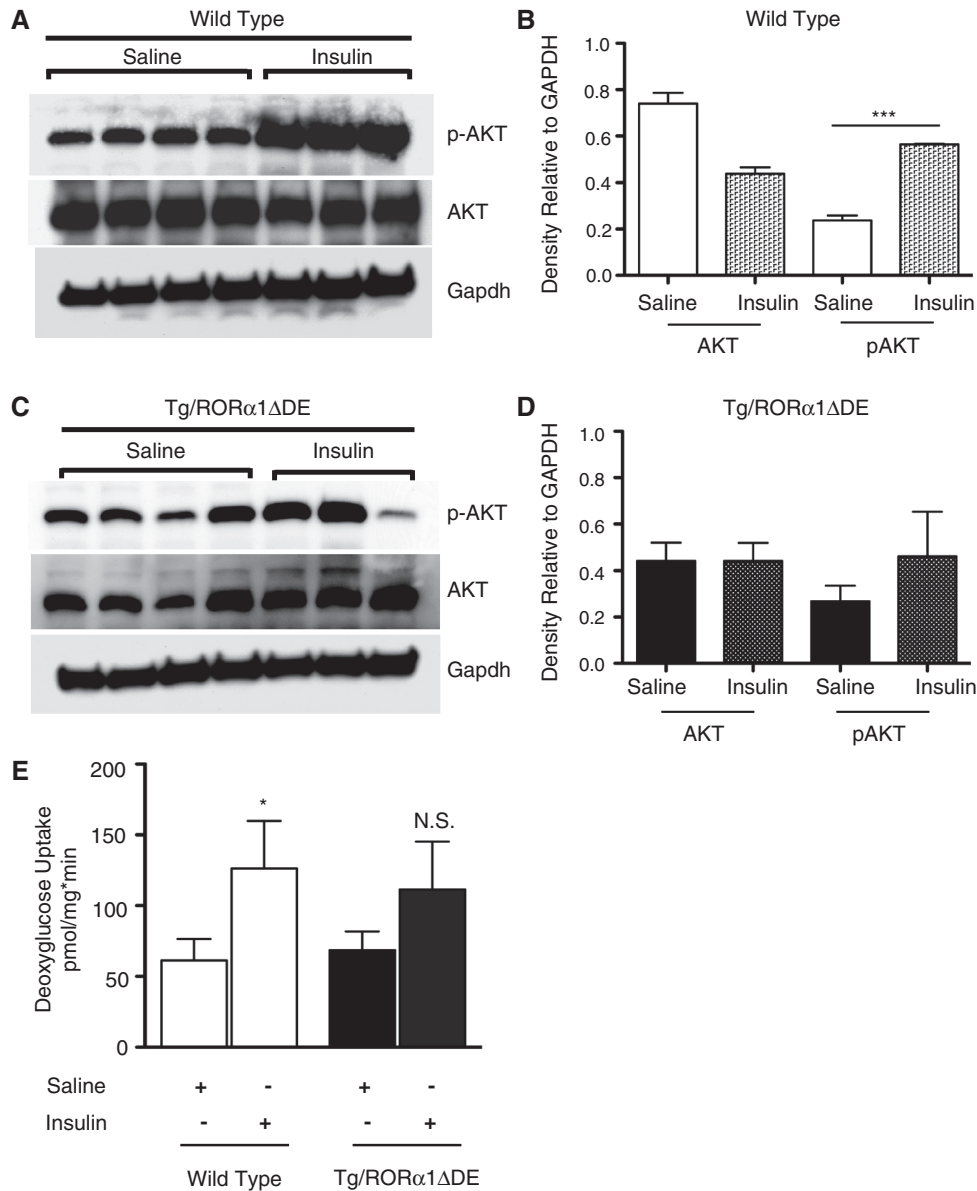 A
Wild Type
Saline Insulin
p-AKT
AKT
Gapdh
B
Wild Type
Density Relative to GAPDH
1.0
0.8
0.6
0.4
0.2
0.0
***
Saline Insulin Saline Insulin
AKT pAKT
C
Tg/RORα1ΔDE
Saline Insulin
p-AKT
AKT
Gapdh
D
Tg/RORα1ΔDE
Density Relative to GAPDH
1.0
0.8
0.6
0.4
0.2
0.0
Saline Insulin Saline Insulin
AKT pAKT
E
Deoxyglucose Uptake
pmol/mg*min
200
150
100
50
0
*
N.S.
Saline + - + -
Insulin - + - +
Wild Type Tg/RORα1ΔDE